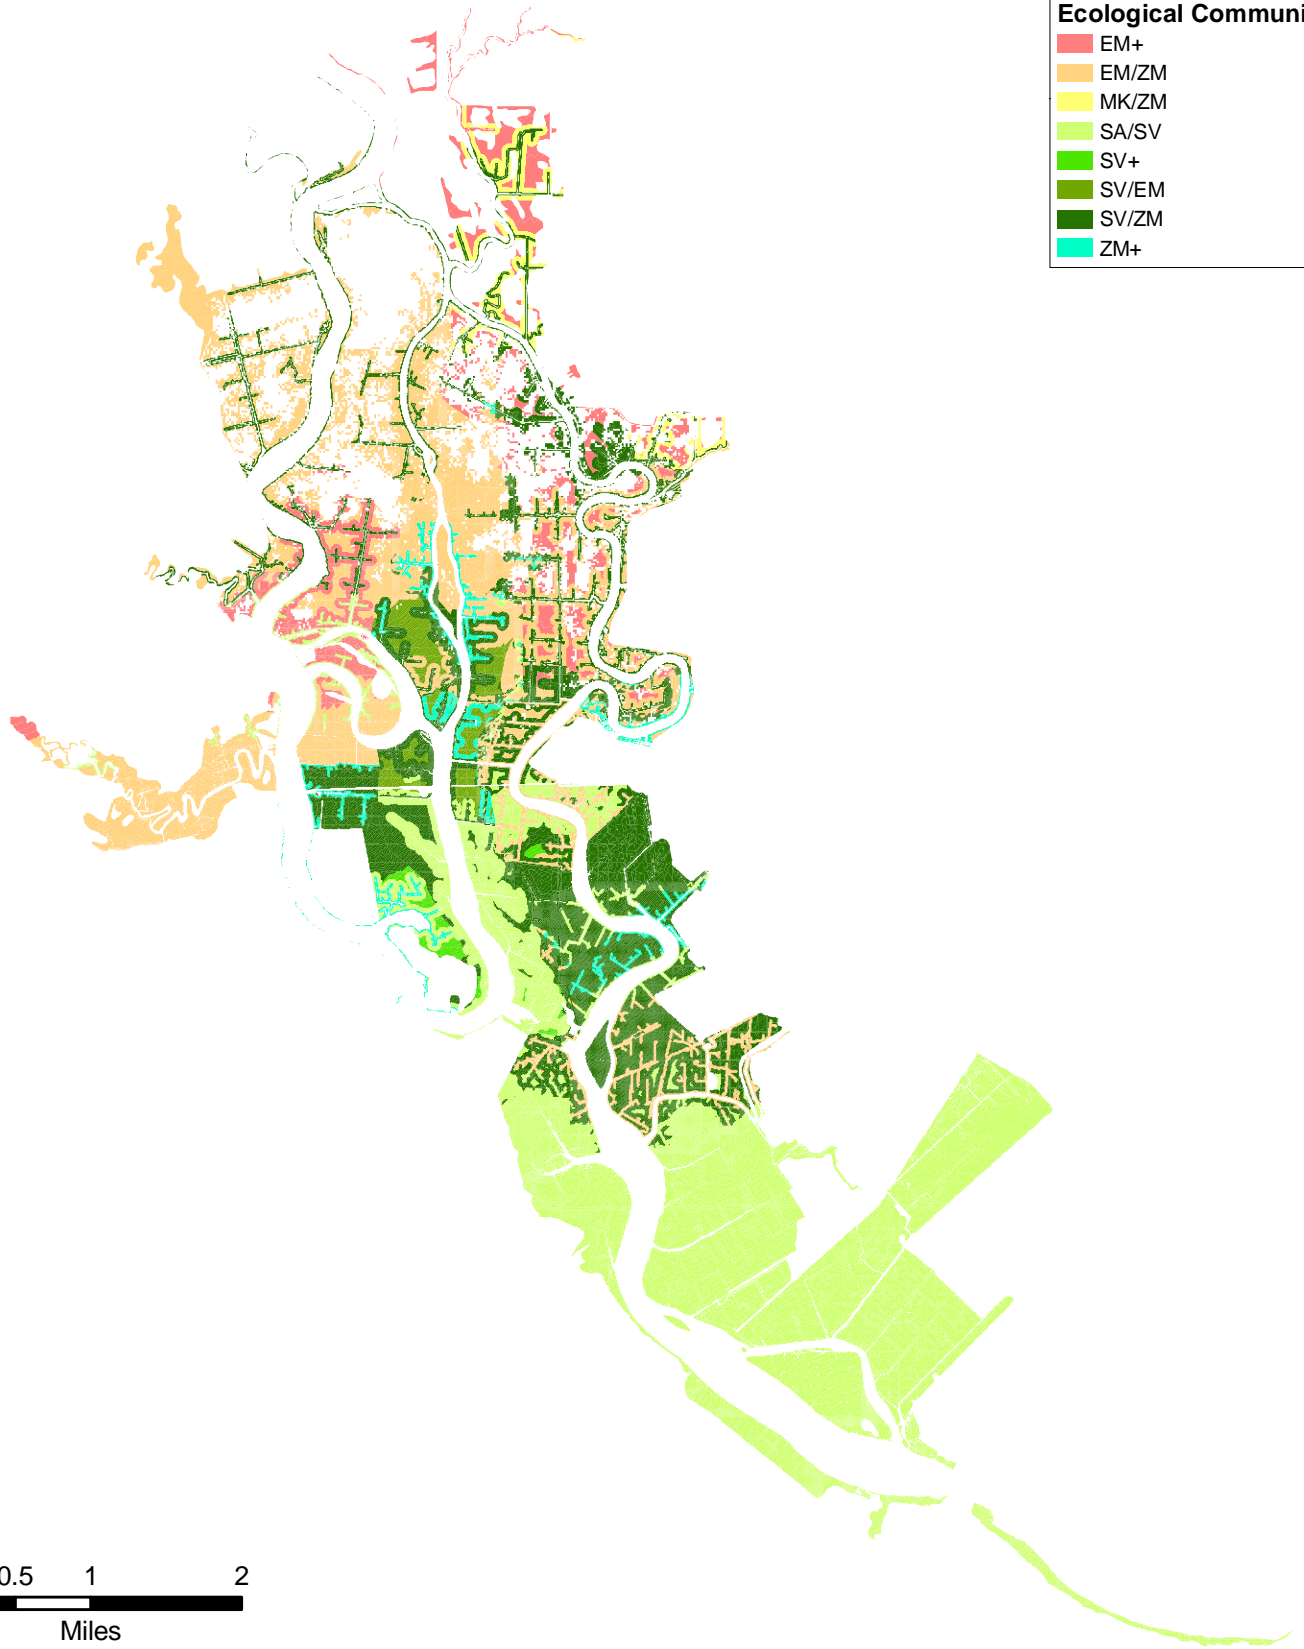 Ecological Communi
EM+
EM/ZM
MK/ZM
SA/SV
SV+
SV/EM
SV/ZM
ZM+
0.5 1 2
Miles